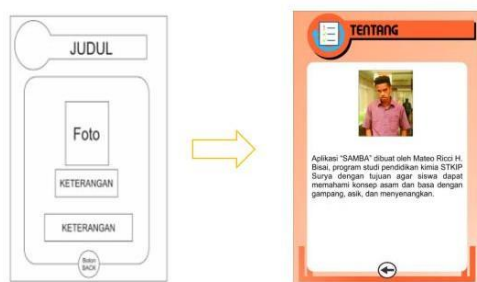 JUDUL
Foto
KETERANGAN
KETERANGAN
Boton
BACK
TENTANG
Aplikasi "SAMBA" dibuat oleh Mateo Ricci H.
Bisai, program studi pendidikan kimia STKIP
Surya dengan tujuan agar siswa dapat
memahami konsep asam dan basa dengan
gampang, asik, dan menyenangkan.